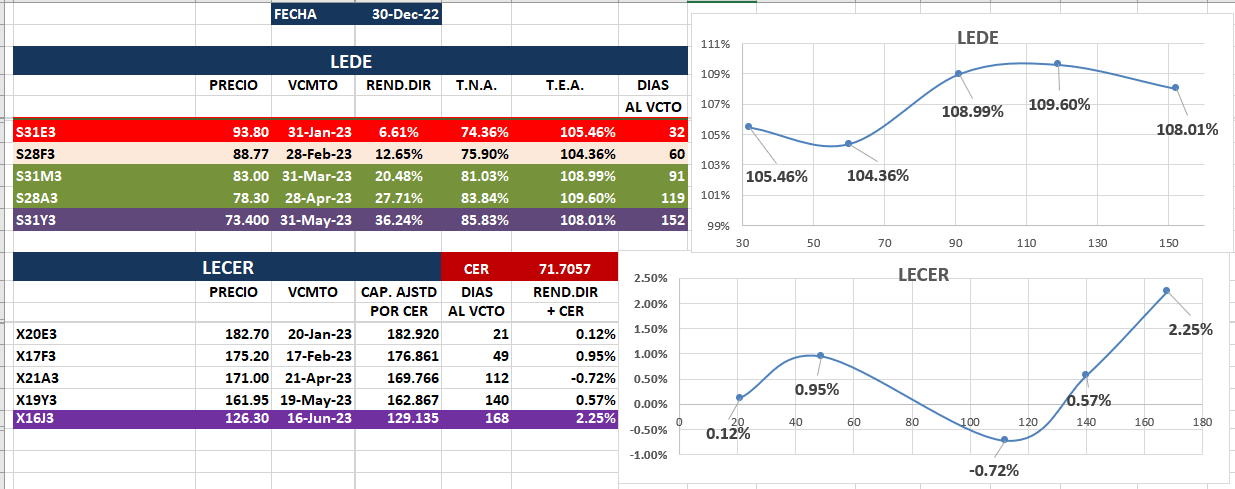 FECHA 30-Dec-22
LEDE
PRECIO VCMTO REND.DIR T.N.A. T.E.A. DIAS
AL VCTO
S31E3 93.80 31-Jan-23 6.61% 74.36% 105.46% 32
S28F3 88.77 28-Feb-23 12.65% 75.90% 104.36% 60
S31M3 83.00 31-Mar-23 20.48% 81.03% 108.99% 91
S28A3 78.30 28-Apr-23 27.71% 83.84% 109.60% 119
S31Y3 73.400 31-May-23 36.24% 85.83% 108.01% 152
LECER CER 71.7057
PRECIO VCMTO CAP. AJSTD DIAS REND.DIR
POR CER AL VCTO + CER
X20E3 182.70 20-Jan-23 182.920 21 0.12%
X17F3 175.20 17-Feb-23 176.861 49 0.95%
X21A3 171.00 21-Apr-23 169.766 112 -0.72%
X19Y3 161.95 19-May-23 162.867 140 0.57%
X16J3 126.30 16-Jun-23 129.135 168 2.25%
LEDE
111%
109%
107%
105%
103%
101%
99%
105.46%
104.36%
108.99%
109.60%
108.01%
30 50 70 90 110 130 150
LECER
2.50%
2.00%
1.50%
1.00%
0.50%
0.00%
-0.50%
-1.00%
0.12%
0.95%
-0.72%
0.57%
2.25%
0 20 40 60 80 100 120 140 160 180